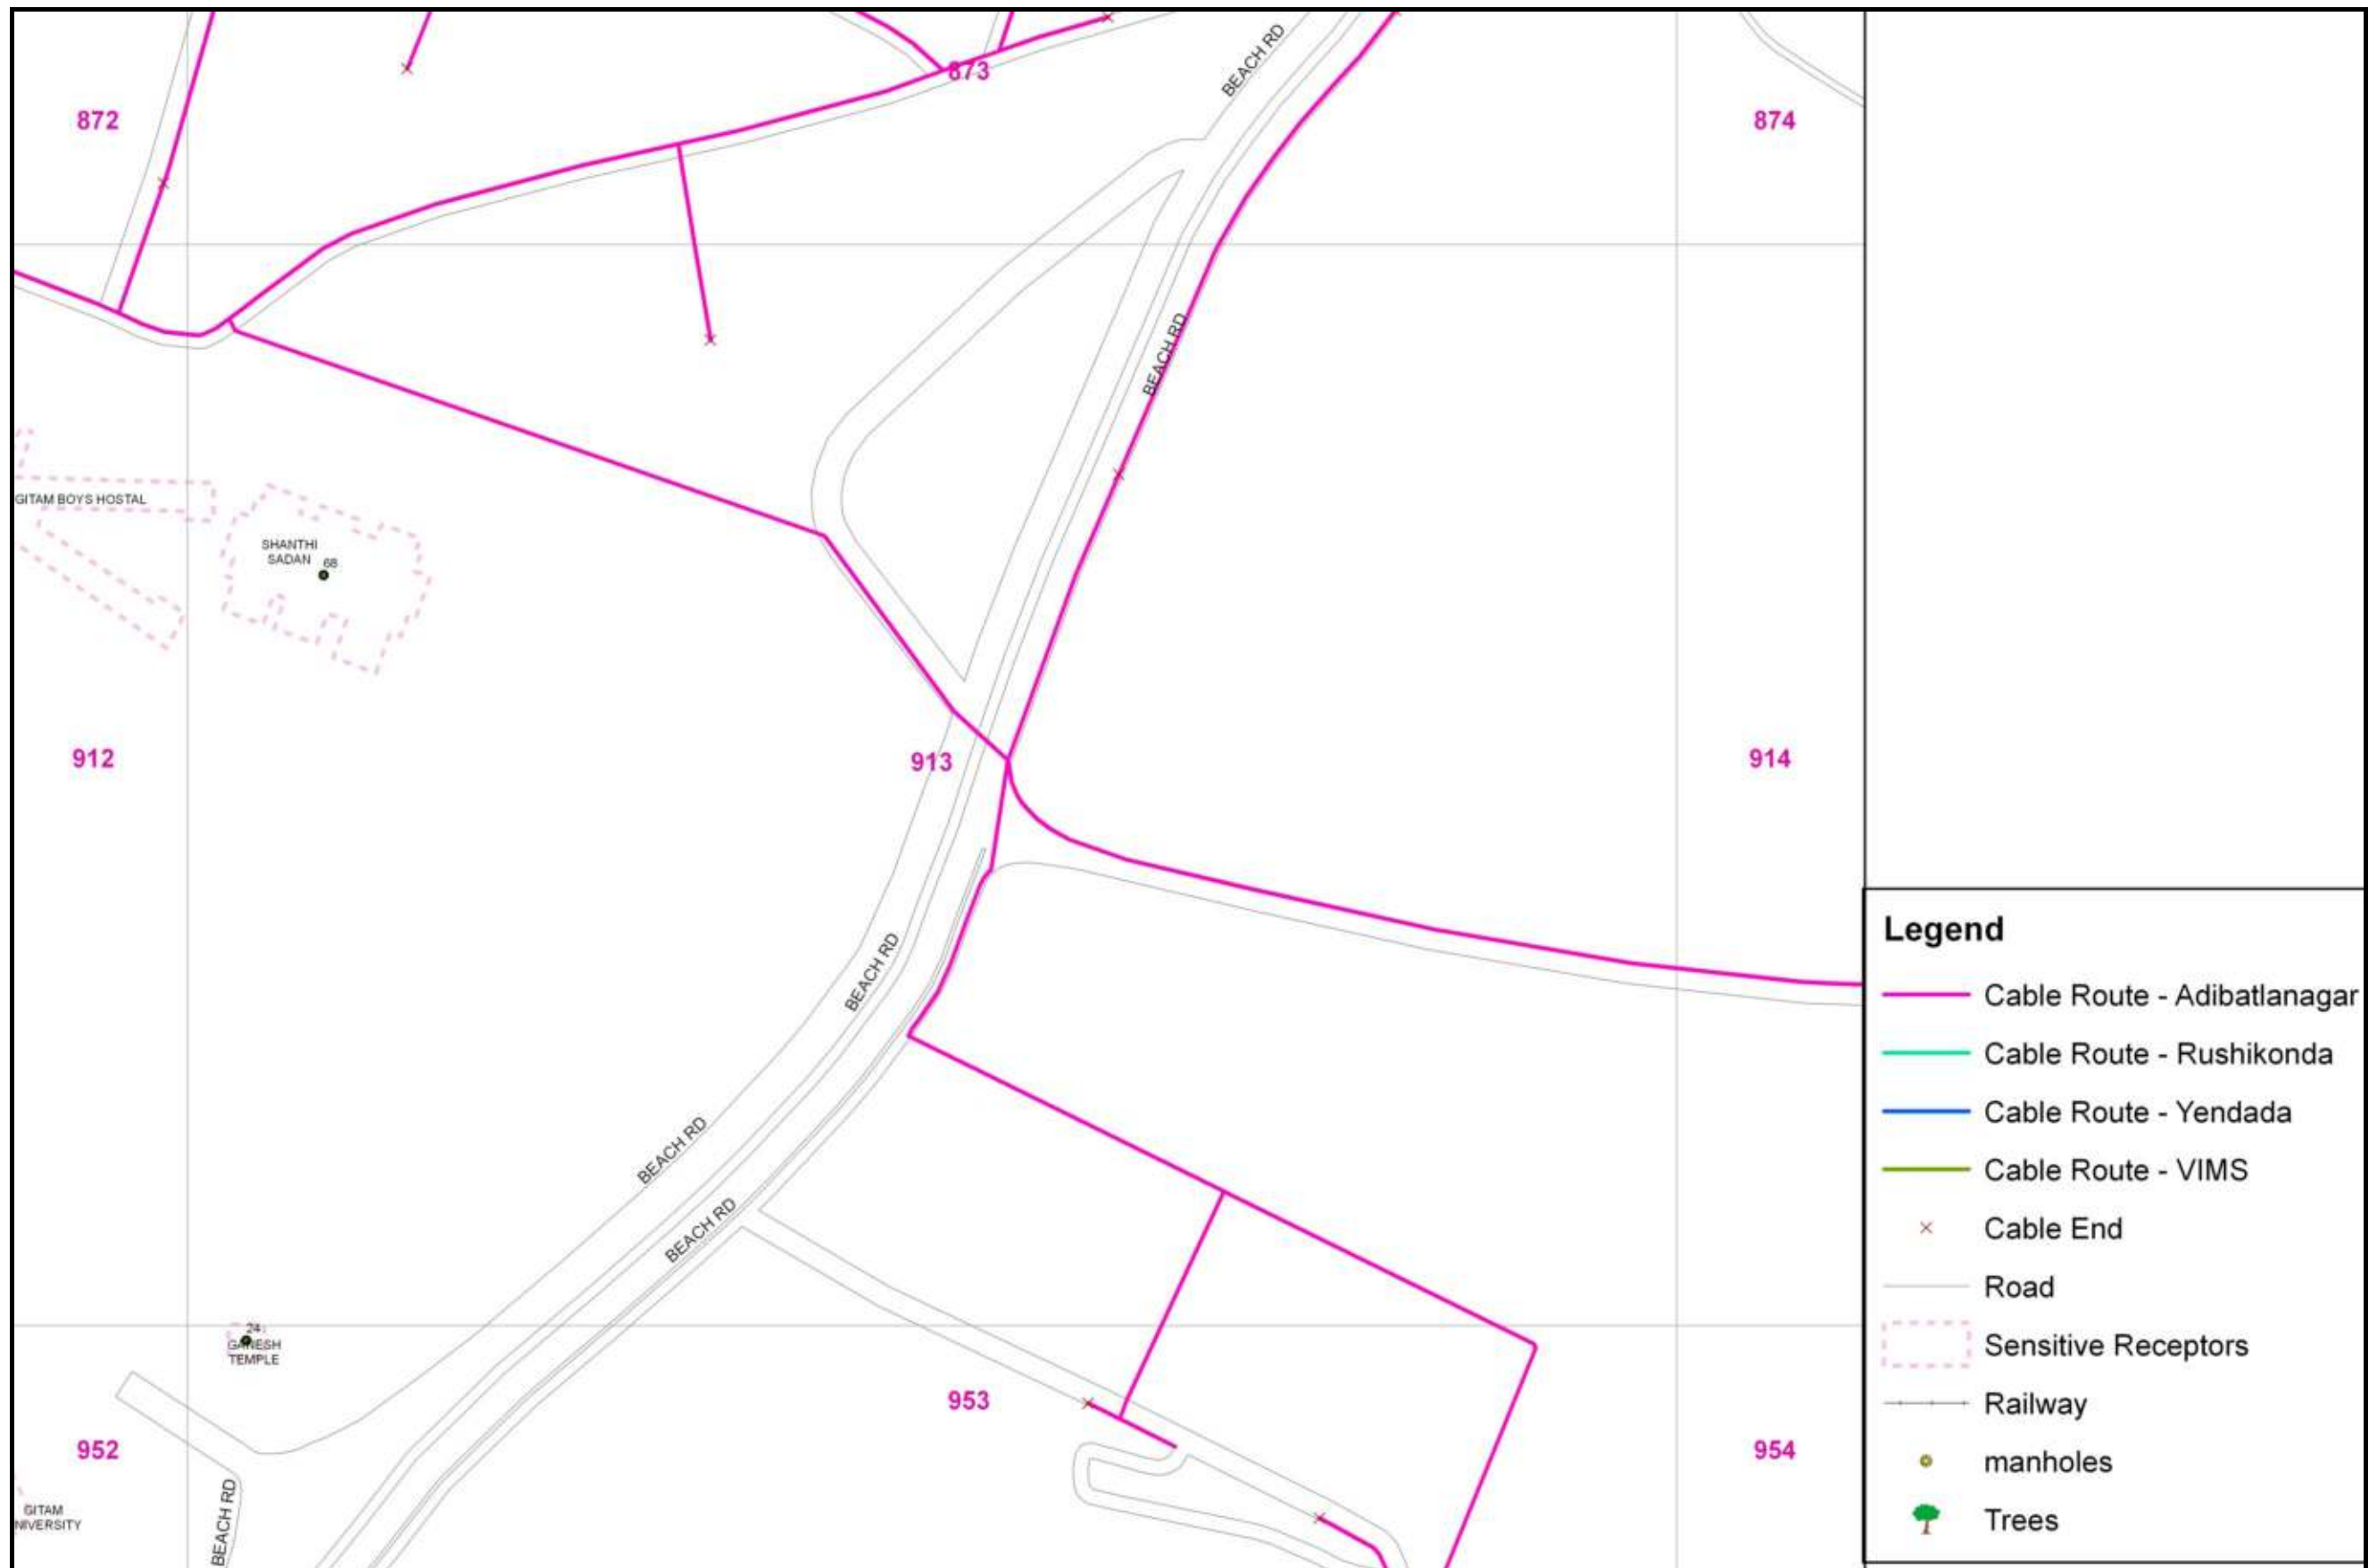 BEACH RD
873
872
874
BEACH RD
GITAM BOYS HOSTAL
SHANTHI
SADAN
68
912
913
914
BEACH RD
BEACH RD
BEACH RD
24
GANESH
TEMPLE
953
952
954
GITAM
NIVERSITY
BEACH RD
Legend
Cable Route - Adibatlanagar
Cable Route - Rushikonda
Cable Route - Yendada
Cable Route - VIMS
Cable End
Road
Sensitive Receptors
Railway
manholes
Trees